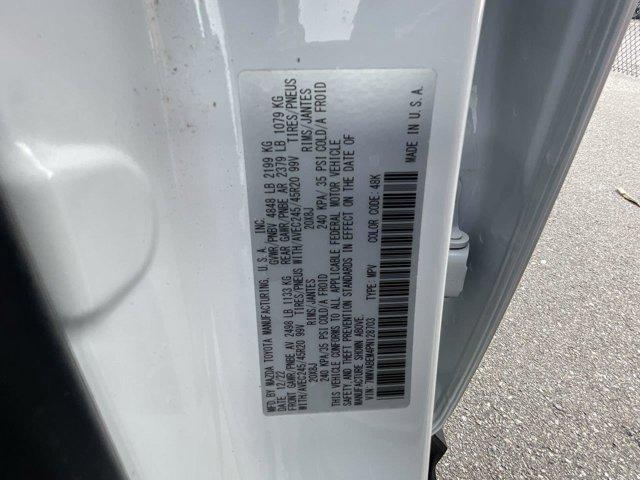 MFD. BY MAZDA TOYOTA MANUFACTURING, U.S.A. INC.
DATE: 12/22 GVWR/PNBV 4848 LB 2199 KG
FRONT GAWR/PNBE AV 2498 LB 1133 KG REAR GAWR/PNBE AR 2379 LB 1079 KG
WITH/AVEC245/45R20 99V TIRES/PNEUS WITH/AVEC245/45R20 99V TIRES/PNEUS
20X8J RIMS/JANTES 20X8J RIMS/JANTES
240 KPA/35 PSI COLD/A FROID 240 KPA/ 35 PSI COLD/A FROID
THIS VEHICLE CONFORMS TO ALL APPLICABLE FEDERAL MOTOR VEHICLE
SAFETY, AND THEFT PREVENTION STANDARDS IN EFFECT ON THE DATE OF
MANUFACTURE SHOWN ABOVE.
TYPE: MPV COLOR CODE: 48K
MADE IN U.S.A.